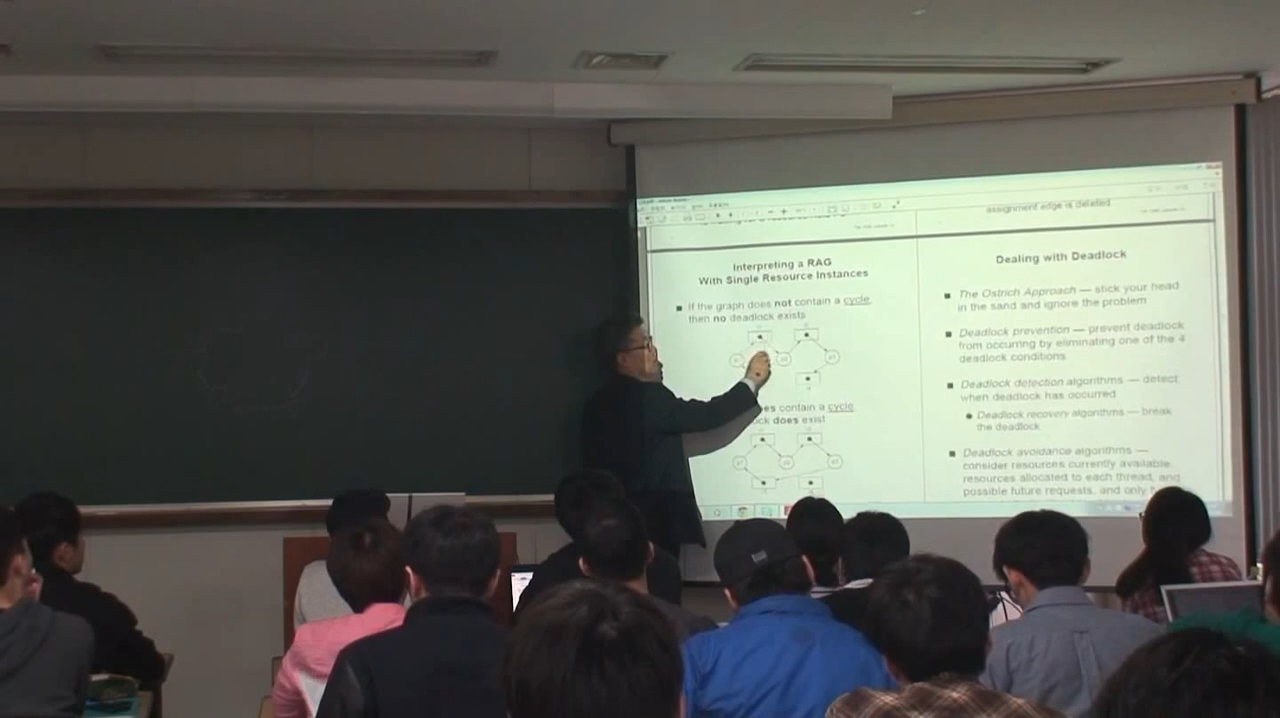 assignment edge is deleted
Interpreting a RAG
With Single Resource Instances
If the graph does not contain a cycle,
then no deadlock exists
contain a cycle
does exist
Dealing with Deadlock
The Ostrich Approach — stick your head
in the sand and ignore the problem
Deadlock prevention — prevent deadlock
from occurring by eliminating one of the 4
deadlock conditions
Deadlock detection algorithms — detect
when deadlock has occurred
Deadlock recovery algorithms — break
the deadlock
Deadlock avoidance algorithms —
consider resources currently available,
resources allocated to each thread, and
possible future requests, and only